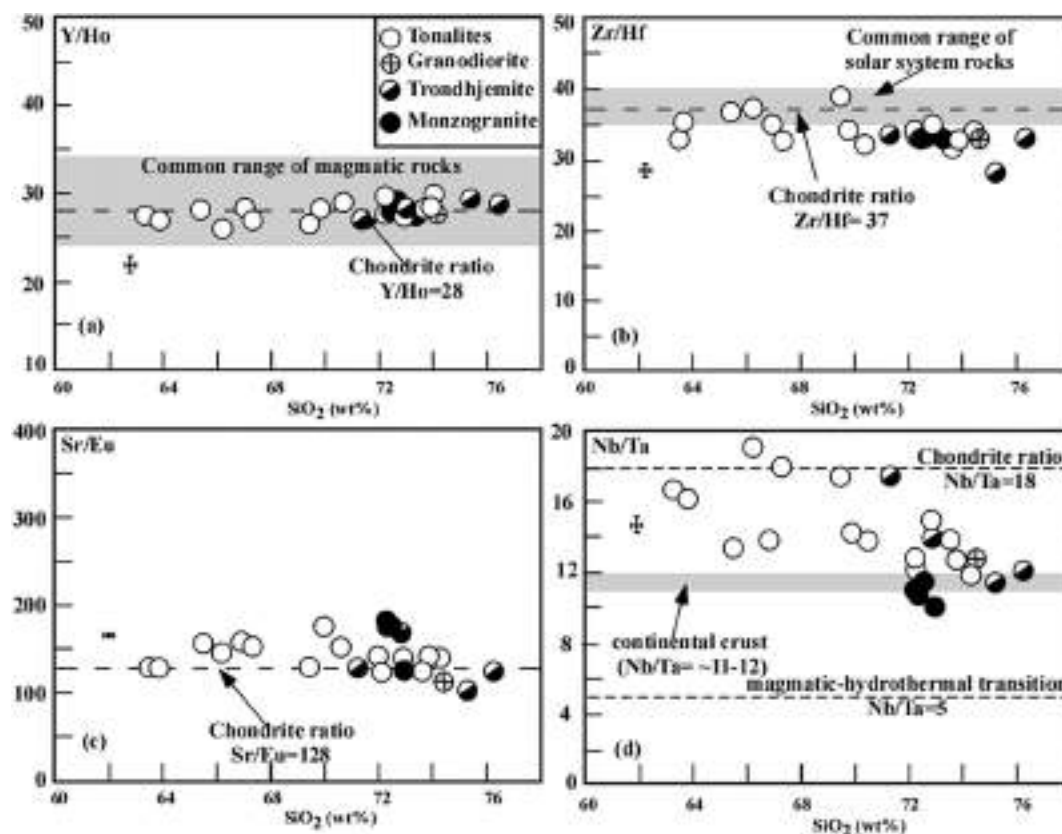 50
Y/Ho
40
30
20
10
Tonalites
Granodiorite
Trondhjemite
Monzogranite
Common range of magmatic rocks
Chondrite ratio
Y/Ho=28
(a)
60 64 68 72 76
SiO₂ (wt%)
50
Zr/Hf
40
30
20
10
0
Common range of
solar system rocks
Chondrite ratio
Zr/Hf= 37
(b)
60 64 68 72 76
SiO₂ (wt%)
400
Sr/Eu
300
200
100
0
Chondrite ratio
Sr/Eu=128
(c)
60 64 68 72 76
SiO₂ (wt%)
20
Nb/Ta
16
12
8
4
0
Chondrite ratio
Nb/Ta=18
continental crust
(Nb/Ta= ~11-12)
magmatic-hydrothermal transition
Nb/Ta=5
(d)
60 64 68 72 76
SiO₂ (wt%)